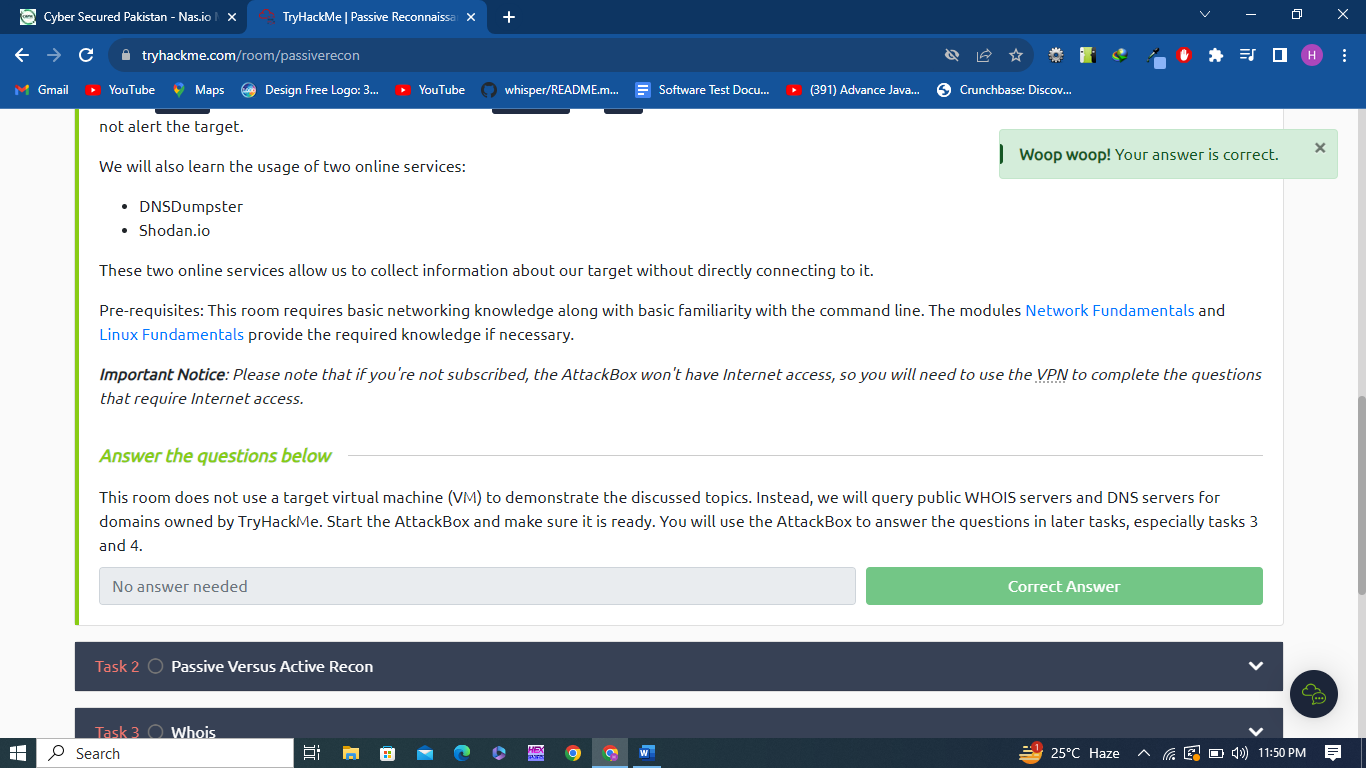 Cyber Secured Pakistan - Nas.io
TryHackMe | Passive Reconnaissa
tryhackme.com/room/passiverecon
H
Gmail
YouTube
Maps
Design Free Logo: 3...
YouTube
whisper/README.m...
Software Test Docu...
(391) Advance Java...
Crunchbase: Discov...
not alert the target.
Woop woop! Your answer is correct.
We will also learn the usage of two online services:
• DNSDumpster
• Shodan.io
These two online services allow us to collect information about our target without directly connecting to it.
Pre-requisites: This room requires basic networking knowledge along with basic familiarity with the command line. The modules Network Fundamentals and
Linux Fundamentals provide the required knowledge if necessary.
Important Notice: Please note that if you're not subscribed, the AttackBox won't have Internet access, so you will need to use the VPN to complete the questions
that require Internet access.
Answer the questions below
This room does not use a target virtual machine (VM) to demonstrate the discussed topics. Instead, we will query public WHOIS servers and DNS servers for
domains owned by TryHackMe. Start the AttackBox and make sure it is ready. You will use the AttackBox to answer the questions in later tasks, especially tasks 3
and 4.
No answer needed
Correct Answer
Task 2 Passive Versus Active Recon
Task 3 Whois
Search
1
25°C Haze
11:50 PM